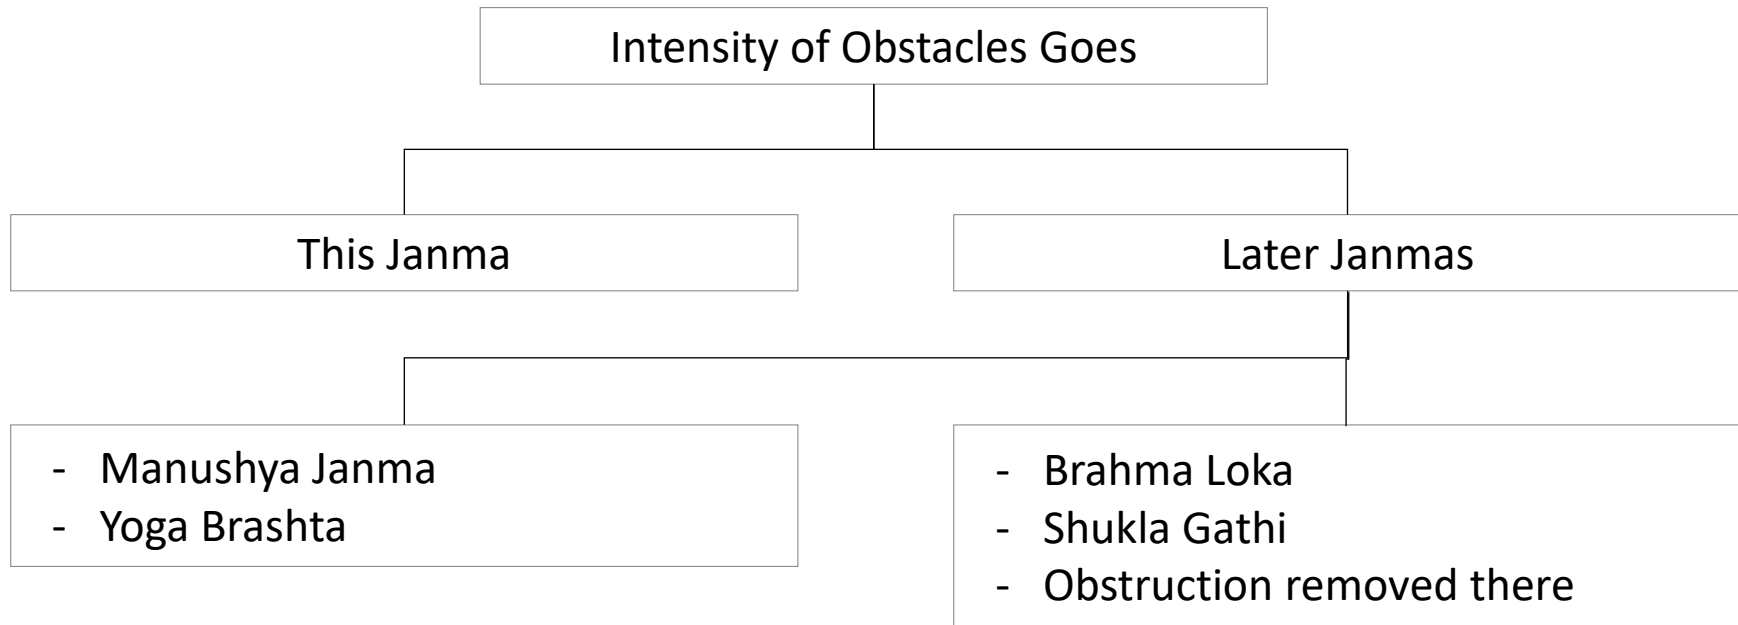 Intensity of Obstacles Goes
This Janma
Later Janmas
- Manushya Janma
- Yoga Brashta
- Brahma Loka
- Shukla Gathi
- Obstruction removed there